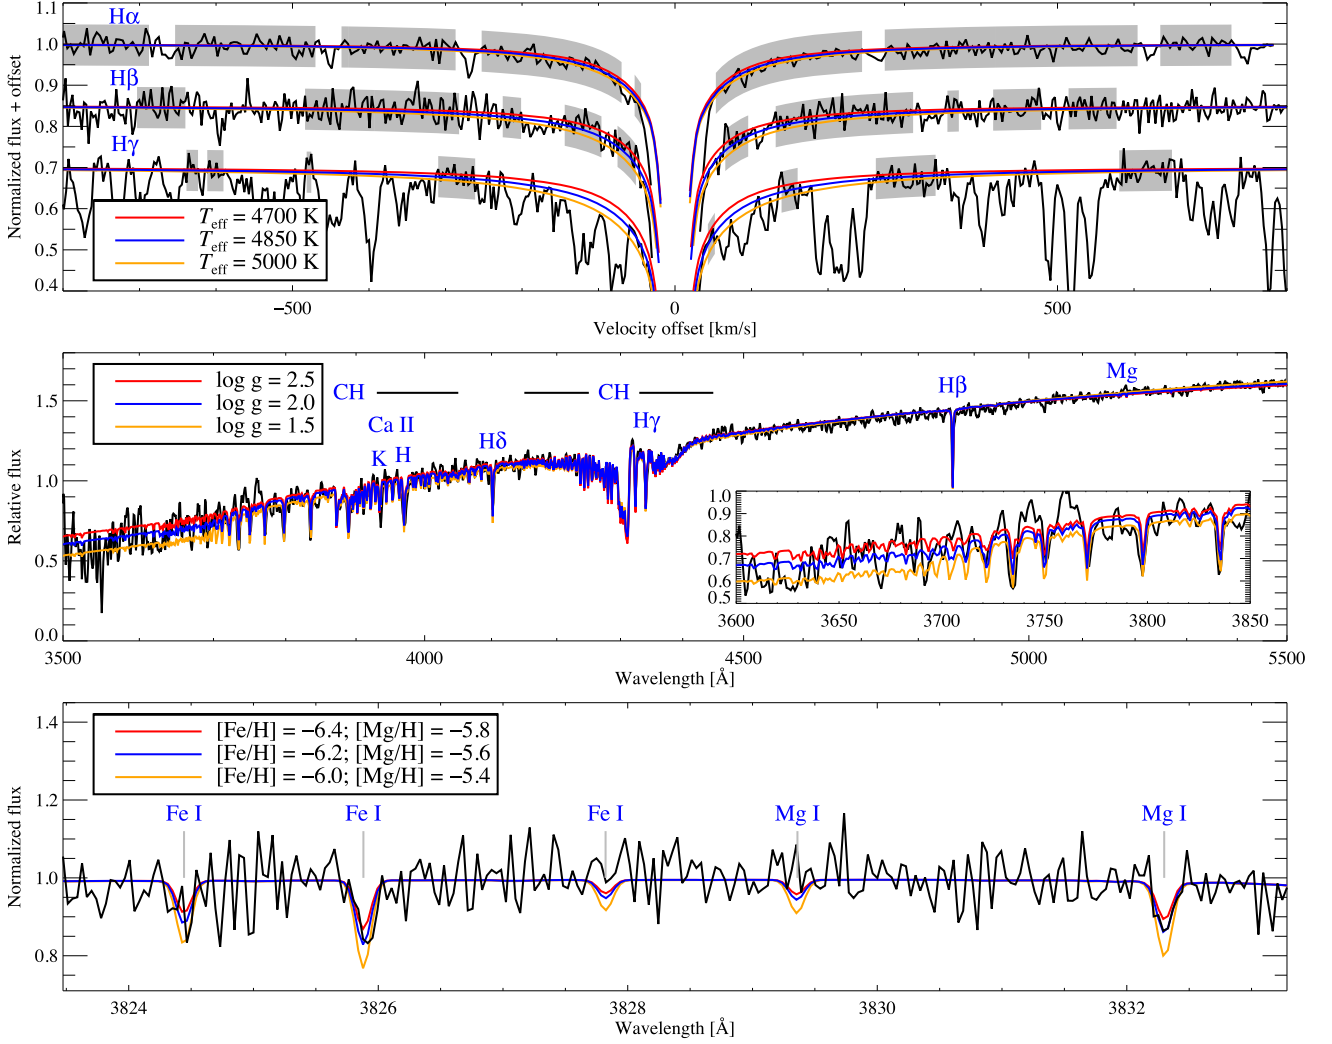 1.1
1.0
0.9
0.8
0.7
0.6
0.5
0.4
Normalized flux + offset
Hα
Hβ
Hγ
Teff = 4700 K
Teff = 4850 K
Teff = 5000 K
−500
0
500
Velocity offset [km/s]
1.5
1.0
0.5
0.0
Relative flux
log g = 2.5
log g = 2.0
log g = 1.5
CH
CH
Ca II
K
H
Hδ
Hγ
Hβ
Mg
1.0
0.9
0.8
0.7
0.6
0.5
3600
3650
3700
3750
3800
3850
3500
4000
4500
5000
5500
Wavelength [Å]
1.4
1.2
1.0
0.8
Normalized flux
[Fe/H] = −6.4; [Mg/H] = −5.8
[Fe/H] = −6.2; [Mg/H] = −5.6
[Fe/H] = −6.0; [Mg/H] = −5.4
Fe I
Fe I
Fe I
Mg I
Mg I
3824
3826
3828
3830
3832
Wavelength [Å]